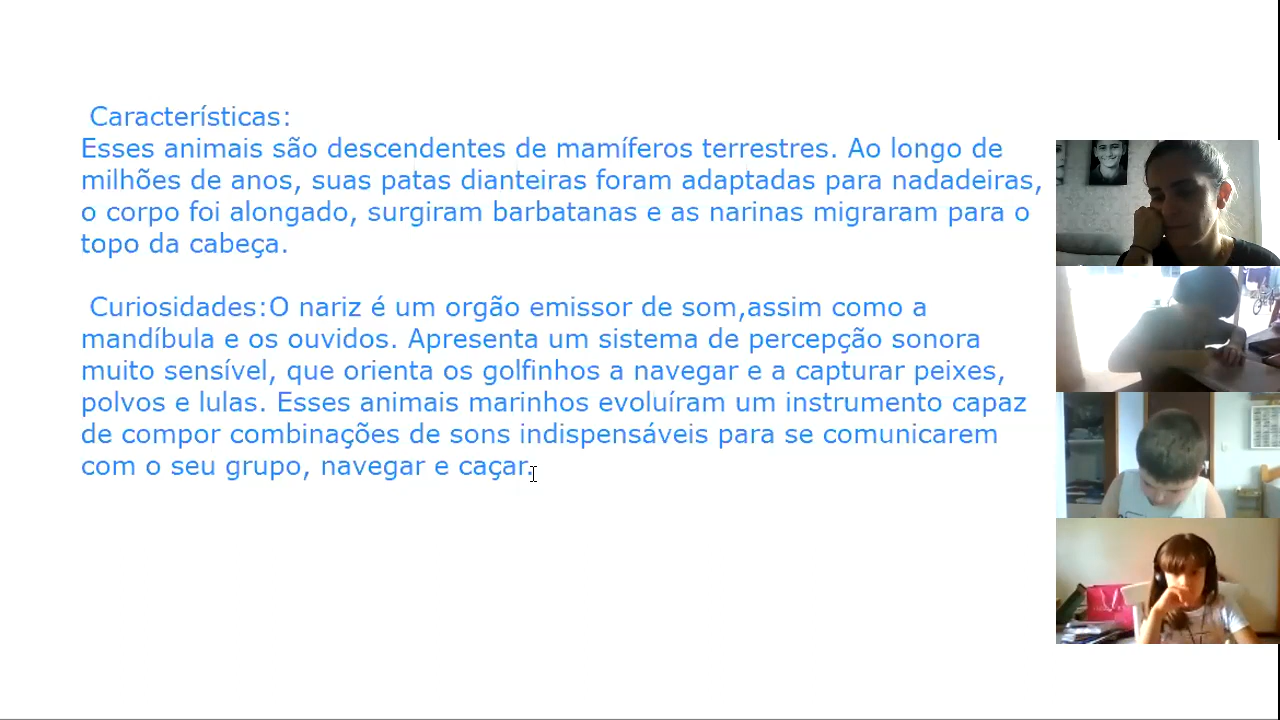 Características:
Esses animais são descendentes de mamíferos terrestres. Ao longo de
milhões de anos, suas patas dianteiras foram adaptadas para nadadeiras,
o corpo foi alongado, surgiram barbatanas e as narinas migraram para o
topo da cabeça.
Curiosidades:O nariz é um orgão emissor de som,assim como a
mandíbula e os ouvidos. Apresenta um sistema de percepção sonora
muito sensível, que orienta os golfinhos a navegar e a capturar peixes,
polvos e lulas. Esses animais marinhos evoluíram um instrumento capaz
de compor combinações de sons indispensáveis para se comunicarem
com o seu grupo, navegar e caçar.